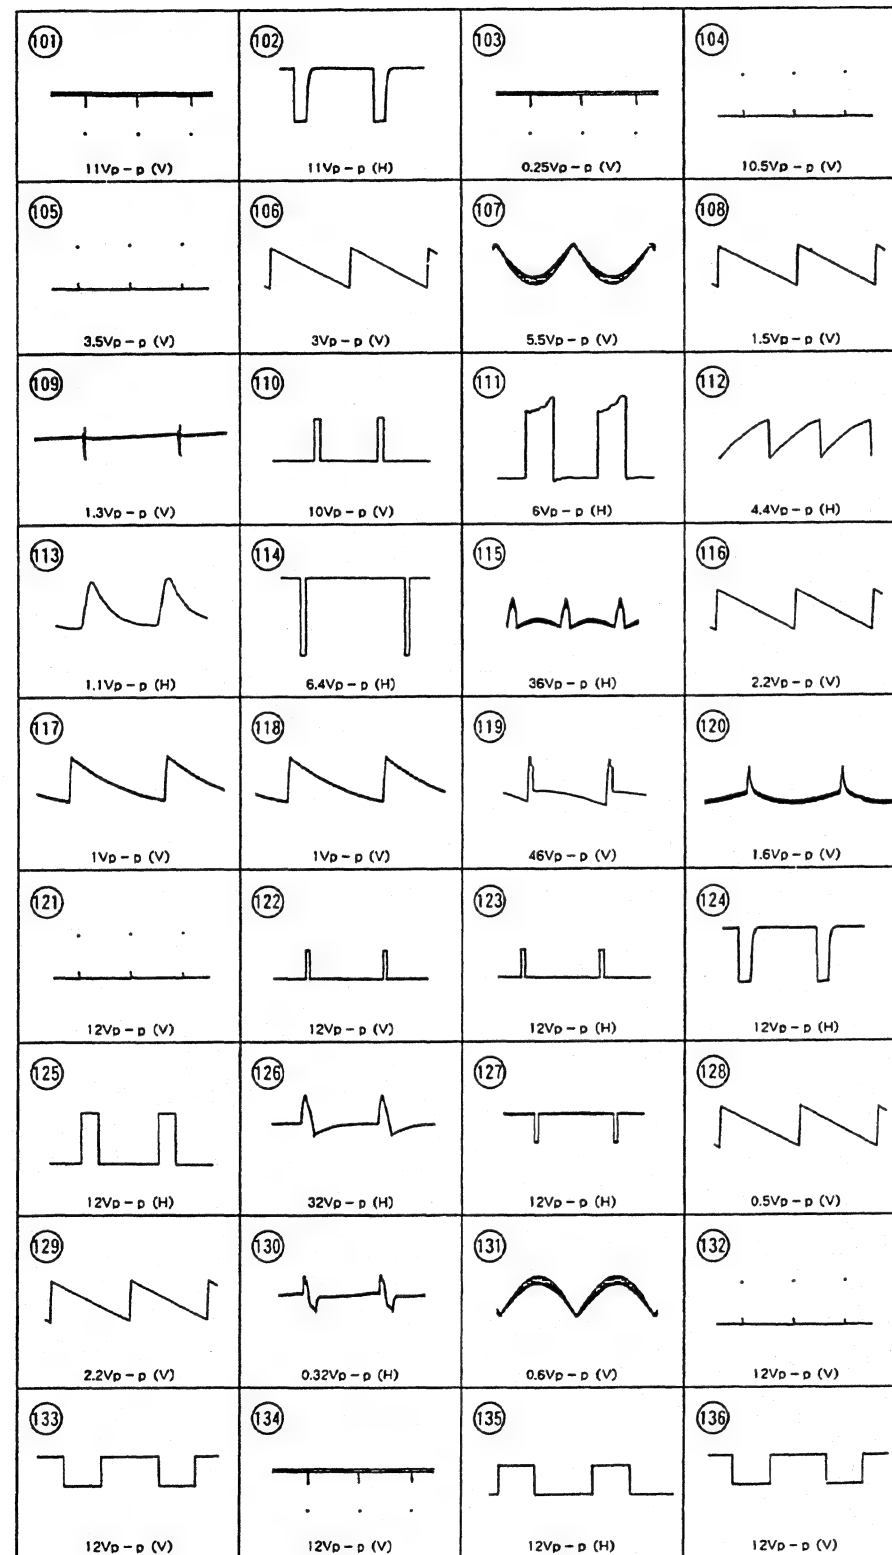 101 102 103 104
11Vp-p (V) 11Vp-p (H) 0.25Vp-p (V) 10.5Vp-p (V)
105 106 107 108
3.5Vp-p (V) 3Vp-p (V) 5.5Vp-p (V) 1.5Vp-p (V)
109 110 111 112
1.3Vp-p (V) 10Vp-p (V) 6Vp-p (H) 4.4Vp-p (H)
113 114 115 116
1.1Vp-p (H) 6.4Vp-p (H) 36Vp-p (H) 2.2Vp-p (V)
117 118 119 120
1Vp-p (V) 1Vp-p (V) 46Vp-p (V) 1.6Vp-p (V)
121 122 123 124
12Vp-p (V) 12Vp-p (V) 12Vp-p (H) 12Vp-p (H)
125 126 127 128
12Vp-p (H) 32Vp-p (H) 12Vp-p (H) 0.5Vp-p (V)
129 130 131 132
2.2Vp-p (V) 0.32Vp-p (H) 0.6Vp-p (V) 12Vp-p (V)
133 134 135 136
12Vp-p (V) 12Vp-p (V) 12Vp-p (H) 12Vp-p (V)